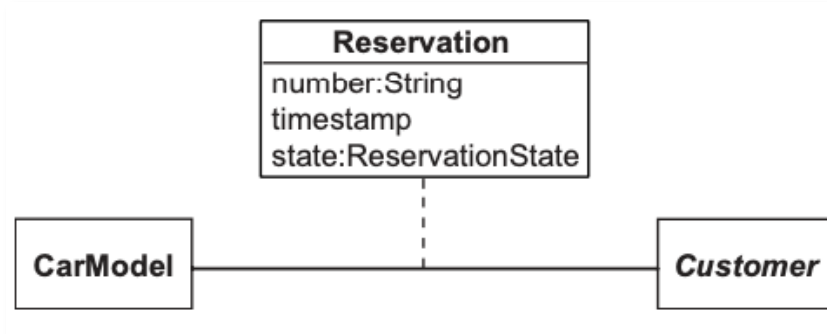 Reservation
number:String
timestamp
state:ReservationState
CarModel
Customer